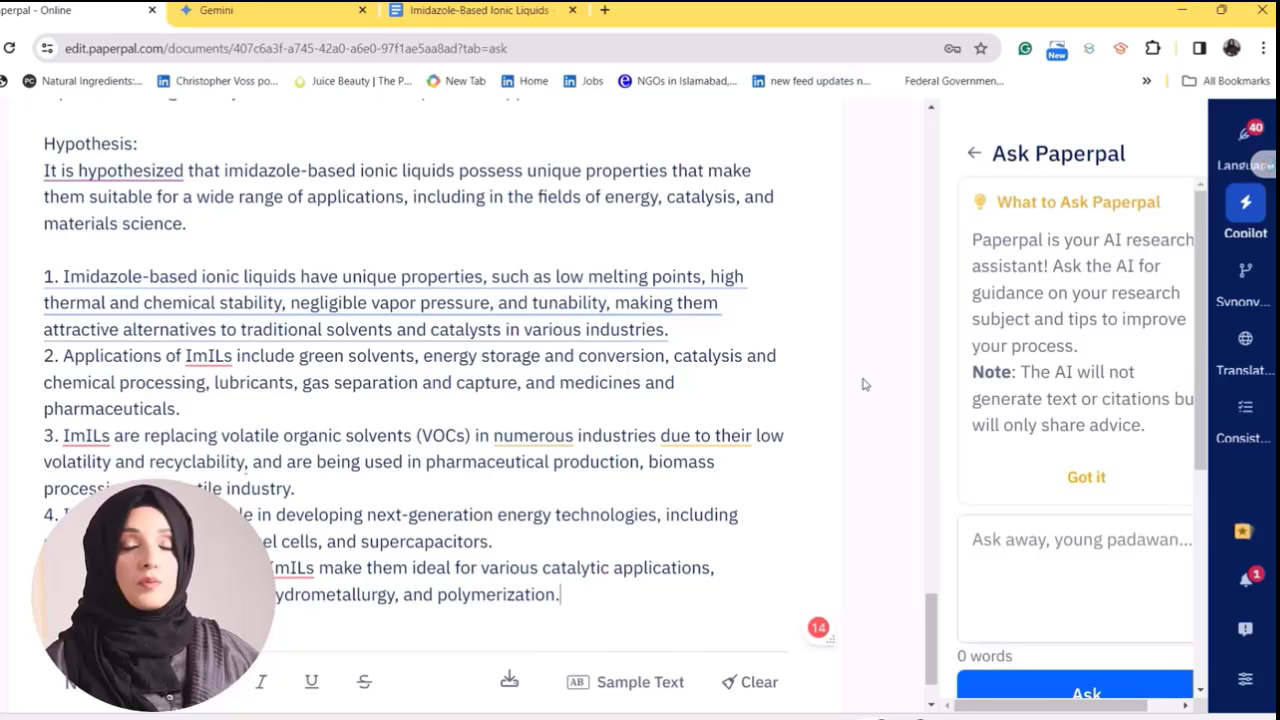 perpal - Online
Gemini
Imidazole-Based Ionic Liquids
edit.paperpal.com/documents/407c6a3f-a745-42a0-a6e0-97f1ae5aa8ad?tab=ask
New
Natural Ingredients:...
Christopher Voss po...
Juice Beauty | The P...
New Tab
Home
Jobs
NGOs in Islamabad,...
new feed updates n...
Federal Governmen...
All Bookmarks
Hypothesis:
It is hypothesized that imidazole-based ionic liquids possess unique properties that make
them suitable for a wide range of applications, including in the fields of energy, catalysis, and
materials science.
1. Imidazole-based ionic liquids have unique properties, such as low melting points, high
thermal and chemical stability, negligible vapor pressure, and tunability, making them
attractive alternatives to traditional solvents and catalysts in various industries.
2. Applications of ImILs include green solvents, energy storage and conversion, catalysis and
chemical processing, lubricants, gas separation and capture, and medicines and
pharmaceuticals.
3. ImILs are replacing volatile organic solvents (VOCs) in numerous industries due to their low
volatility and recyclability, and are being used in pharmaceutical production, biomass
tile industry.
4. in developing next-generation energy technologies, including
cells, and supercapacitors.
ImILs make them ideal for various catalytic applications,
ydrometallurgy, and polymerization.
14
I U S
AB Sample Text
Clear
Ask Paperpal
What to Ask Paperpal
Paperpal is your AI research
assistant! Ask the AI for
guidance on your research
subject and tips to improve
your process.
Note: The AI will not
generate text or citations bu
will only share advice.
Got it
Ask away, young padawan...
0 words
Ask
40
Langua
Copilot
Synony...
Translat...
Consist...
1